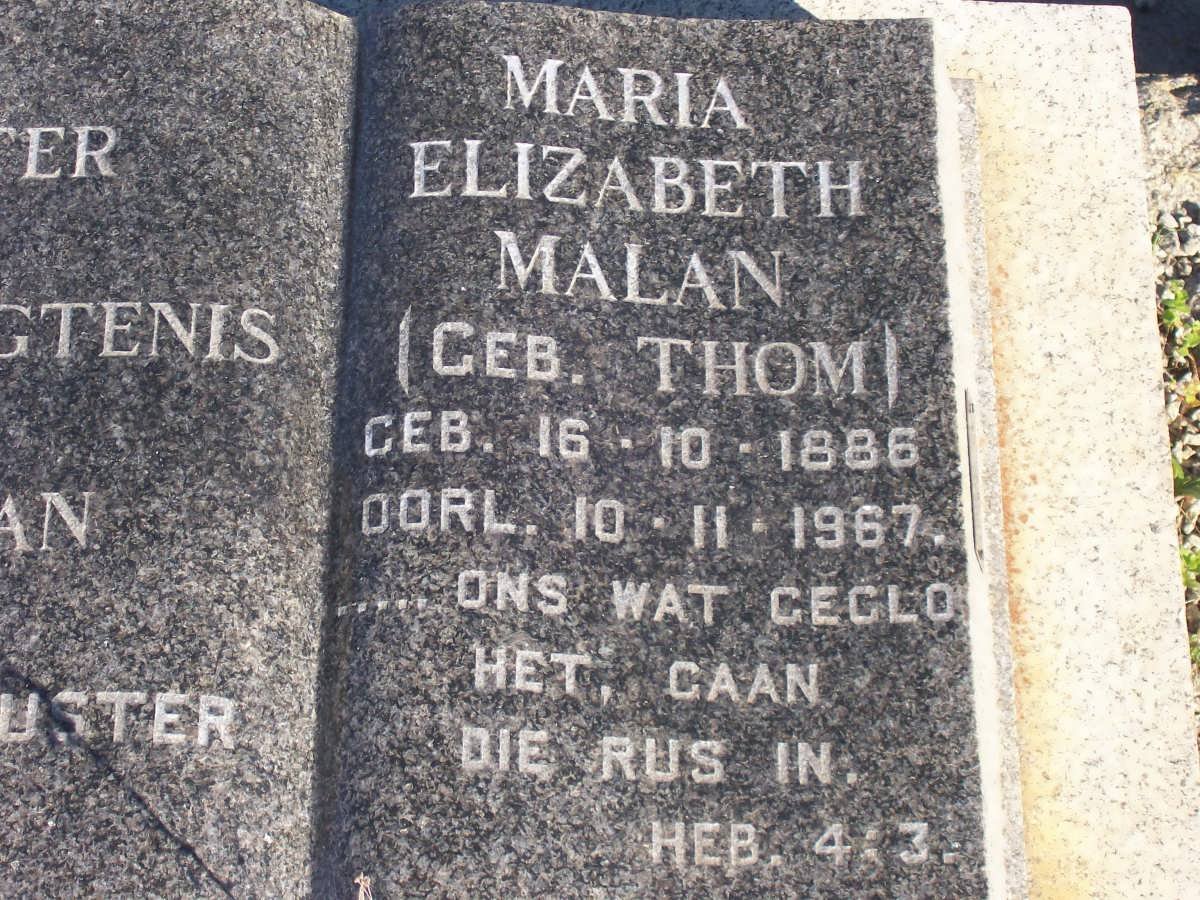 TER
GTENIS
AN
USTER
MARIA
ELIZABETH
MALAN
(GEB. THOM)
GEB. 16·10·1886
OORL. 10·11·1967.
..... ONS WAT GEGLO
HET, GAAN
DIE RUS IN.
HEB. 4:3.